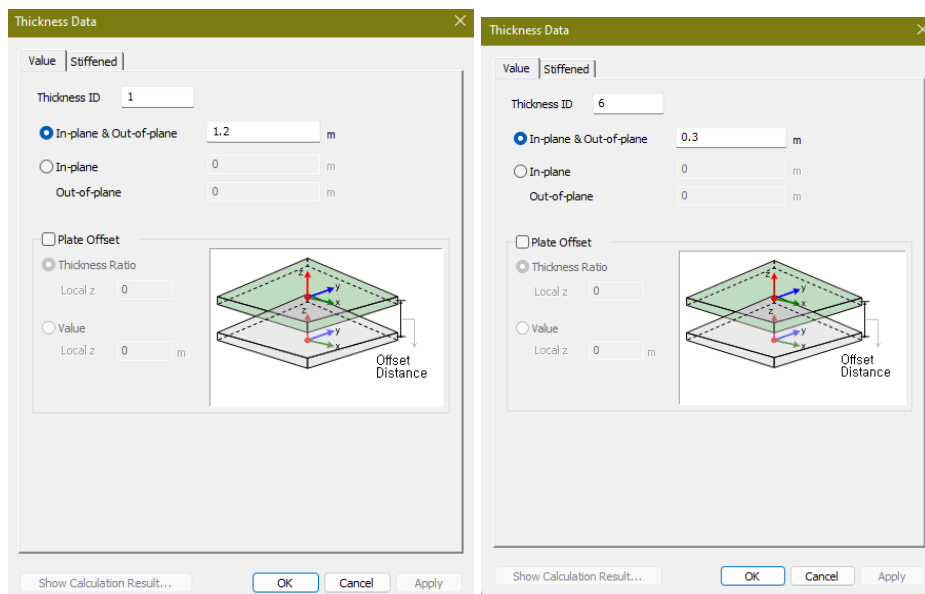 Thickness Data
Value Stiffened
Thickness ID 1
In-plane & Out-of-plane 1.2 m
In-plane 0 m
Out-of-plane 0 m
Plate Offset
Thickness Ratio
Local z 0
Value
Local z 0 m
z
y
x
z
y
x
Offset
Distance
Show Calculation Result...
OK Cancel Apply
Thickness Data
Value Stiffened
Thickness ID 6
In-plane & Out-of-plane 0.3 m
In-plane 0 m
Out-of-plane 0 m
Plate Offset
Thickness Ratio
Local z 0
Value
Local z 0 m
z
y
x
z
y
x
Offset
Distance
Show Calculation Result...
OK Cancel Apply